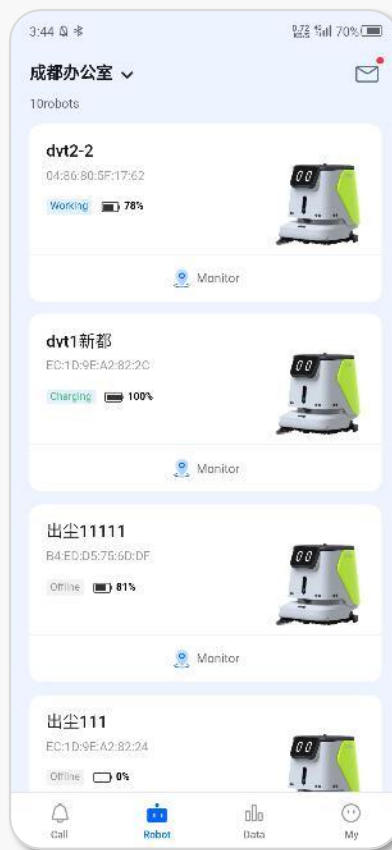 3:44
70%
成都办公室
10robots
dvt2-2
04:86:80:5F:17:62
Working 78%
Monitor
dvt1新都
EC:1D:9E:A2:82:2C
Charging 100%
Monitor
出尘11111
B4:ED:D5:75:6D:DF
Offline 81%
Monitor
出尘111
EC:1D:9E:A2:82:24
Offline 0%
Call Robot Data My